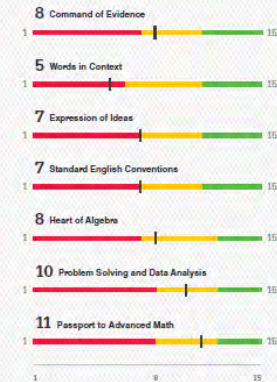 8 Command of Evidence
1 15
5 Words in Context
1 15
7 Expression of Ideas
1 15
7 Standard English Conventions
1 15
8 Heart of Algebra
1 15
10 Problem Solving and Data Analysis
1 15
11 Passport to Advanced Math
1 15
1 8 15